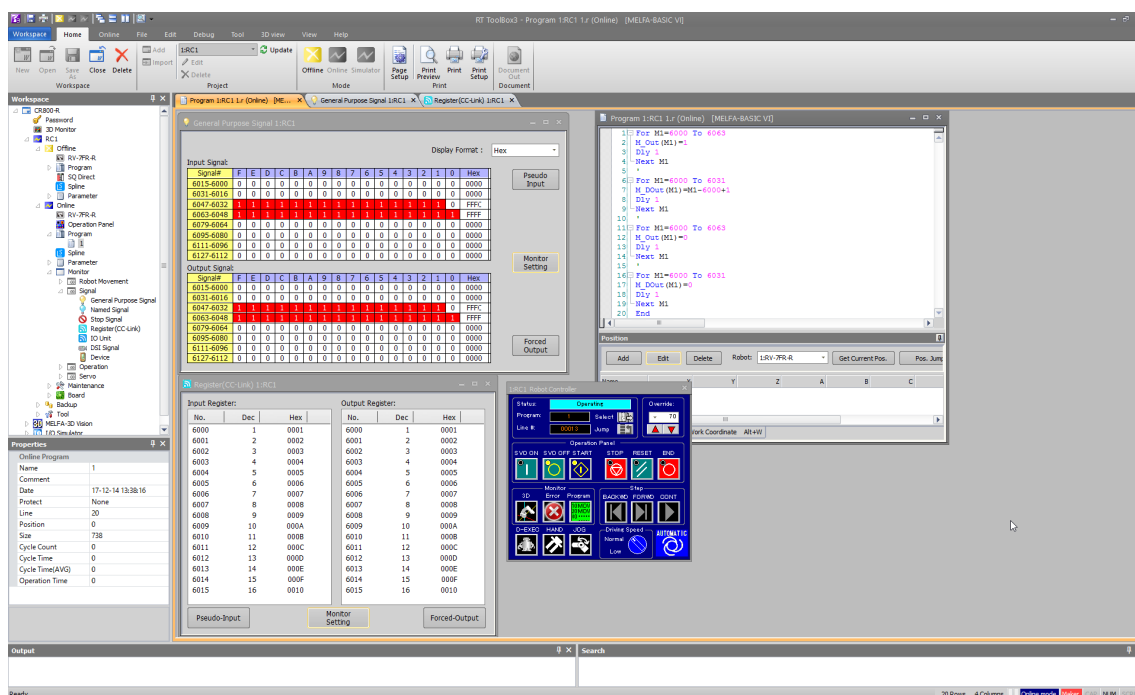 RT ToolBox3 - Program 1:RC1 1.r (Online) [MELFA-BASIC VI]
Workspace Home Online File Edit Debug Tool 3D view View Help
New Open Save As Close Delete
Add
Import
Workspace
1:RC1 Update
Edit
Delete
Project
Offline Online Simulator
Mode
Page Setup Print Preview Print Print Setup
Print
Document Out
Document
Workspace
CR800-R
Password
3D Monitor
RC1
Offline
RV-7FR-R
Program
SQ Direct
Spline
Parameter
Online
RV-7FR-R
Operation Panel
Program
1
Spline
Parameter
Monitor
Robot Movement
Signal
General Purpose Signal
Named Signal
Stop Signal
Register(CC-Link)
IO Unit
DSI Signal
Device
Operation
Servo
Maintenance
Board
Backup
Tool
MELFA-3D Vision
I/O Simulator
Properties
Online Program
Name 1
Comment
Date 17-12-14 13:38:16
Protect None
Line 20
Position 0
Size 738
Cycle Count 0
Cycle Time 0
Cycle Time(AVG) 0
Operation Time 0
Program 1:RC1 1.r (Online) [ME... General Purpose Signal 1:RC1 Register(CC-Link) 1:RC1
General Purpose Signal 1:RC1
Display Format : Hex
Input Signal:
Signal# F E D C B A 9 8 7 6 5 4 3 2 1 0 Hex
6015-6000 0 0 0 0 0 0 0 0 0 0 0 0 0 0 0 0 0000
6031-6016 0 0 0 0 0 0 0 0 0 0 0 0 0 0 0 0 0000
6047-6032 1 1 1 1 1 1 1 1 1 1 1 1 1 1 1 0 FFFC
6063-6048 1 1 1 1 1 1 1 1 1 1 1 1 1 1 1 1 FFFF
6079-6064 0 0 0 0 0 0 0 0 0 0 0 0 0 0 0 0 0000
6095-6080 0 0 0 0 0 0 0 0 0 0 0 0 0 0 0 0 0000
6111-6096 0 0 0 0 0 0 0 0 0 0 0 0 0 0 0 0 0000
6127-6112 0 0 0 0 0 0 0 0 0 0 0 0 0 0 0 0 0000
Output Signal:
Signal# F E D C B A 9 8 7 6 5 4 3 2 1 0 Hex
6015-6000 0 0 0 0 0 0 0 0 0 0 0 0 0 0 0 0 0000
6031-6016 0 0 0 0 0 0 0 0 0 0 0 0 0 0 0 0 0000
6047-6032 1 1 1 1 1 1 1 1 1 1 1 1 1 1 1 0 FFFC
6063-6048 1 1 1 1 1 1 1 1 1 1 1 1 1 1 1 1 FFFF
6079-6064 0 0 0 0 0 0 0 0 0 0 0 0 0 0 0 0 0000
6095-6080 0 0 0 0 0 0 0 0 0 0 0 0 0 0 0 0 0000
6111-6096 0 0 0 0 0 0 0 0 0 0 0 0 0 0 0 0 0000
6127-6112 0 0 0 0 0 0 0 0 0 0 0 0 0 0 0 0 0000
Pseudo Input
Monitor Setting
Forced Output
Register(CC-Link) 1:RC1
Input Register: Output Register:
No. Dec Hex No. Dec Hex
6000 1 0001 6000 1 0001
6001 2 0002 6001 2 0002
6002 3 0003 6002 3 0003
6003 4 0004 6003 4 0004
6004 5 0005 6004 5 0005
6005 6 0006 6005 6 0006
6006 7 0007 6006 7 0007
6007 8 0008 6007 8 0008
6008 9 0009 6008 9 0009
6009 10 000A 6009 10 000A
6010 11 000B 6010 11 000B
6011 12 000C 6011 12 000C
6012 13 000D 6012 13 000D
6013 14 000E 6013 14 000E
6014 15 000F 6014 15 000F
6015 16 0010 6015 16 0010
Pseudo-Input Monitor Setting Forced-Output
Program 1:RC1 1.r (Online) [MELFA-BASIC VI]
1 For M1=6000 To 6063
2 M_Out(M1)=1
3 Dly 1
4 Next M1
5 '
6 For M1=6000 To 6031
7 M_DOut(M1)=M1-6000+1
8 Dly 1
9 Next M1
10 '
11 For M1=6000 To 6063
12 M_Out(M1)=0
13 Dly 1
14 Next M1
15 '
16 For M1=6000 To 6031
17 M_DOut(M1)=0
18 Dly 1
19 Next M1
20 End
Position
Add Edit Delete Robot: 1:RV-7FR-R Get Current Pos. Pos. Jump
Name X Y Z A B C
Work Coordinate Alt+W
1:RC1 Robot Controller
Status: Operating Override:
Program: 1 Select 70
Line #: 00013 Jump
Operation Panel
SVO ON SVO OFF START STOP RESET END
Monitor Step
3D Error Program BACKWD FORWD CONT
D-EXEC HAND JOG Driving Speed AUTOMATIC
Normal
Low
Output Search
Ready 20 Rows 4 Columns Online mode Maker CAP NUM